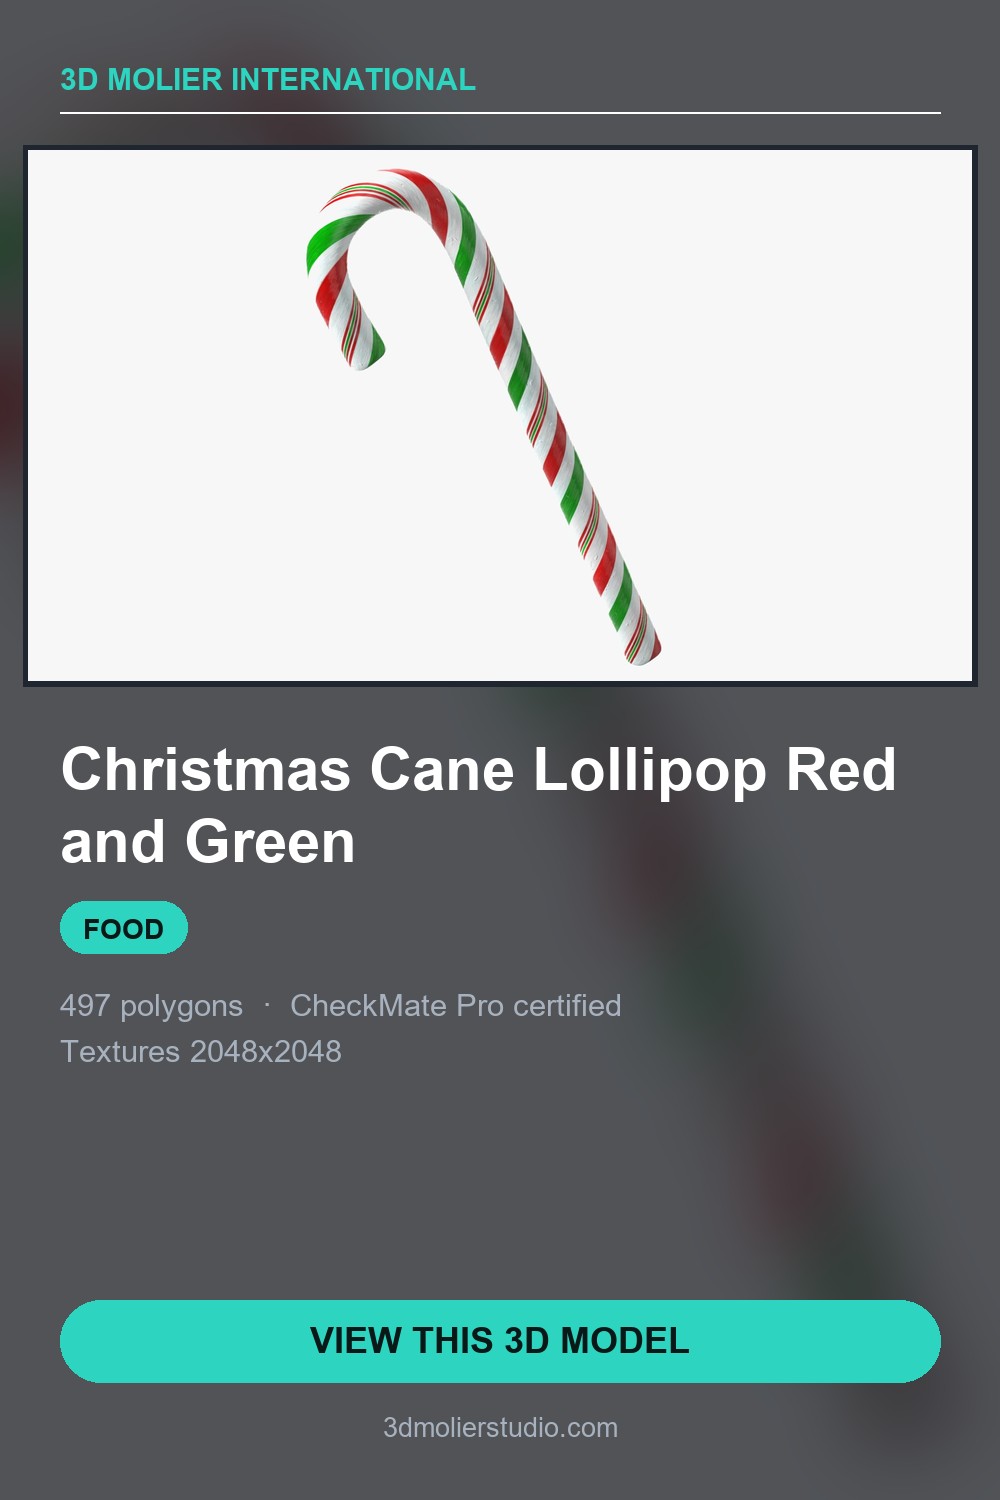 3D MOLIER INTERNATIONAL
Christmas Cane Lollipop Red
and Green
FOOD
497 polygons · CheckMate Pro certified
Textures 2048x2048
VIEW THIS 3D MODEL
3dmolierstudio.com